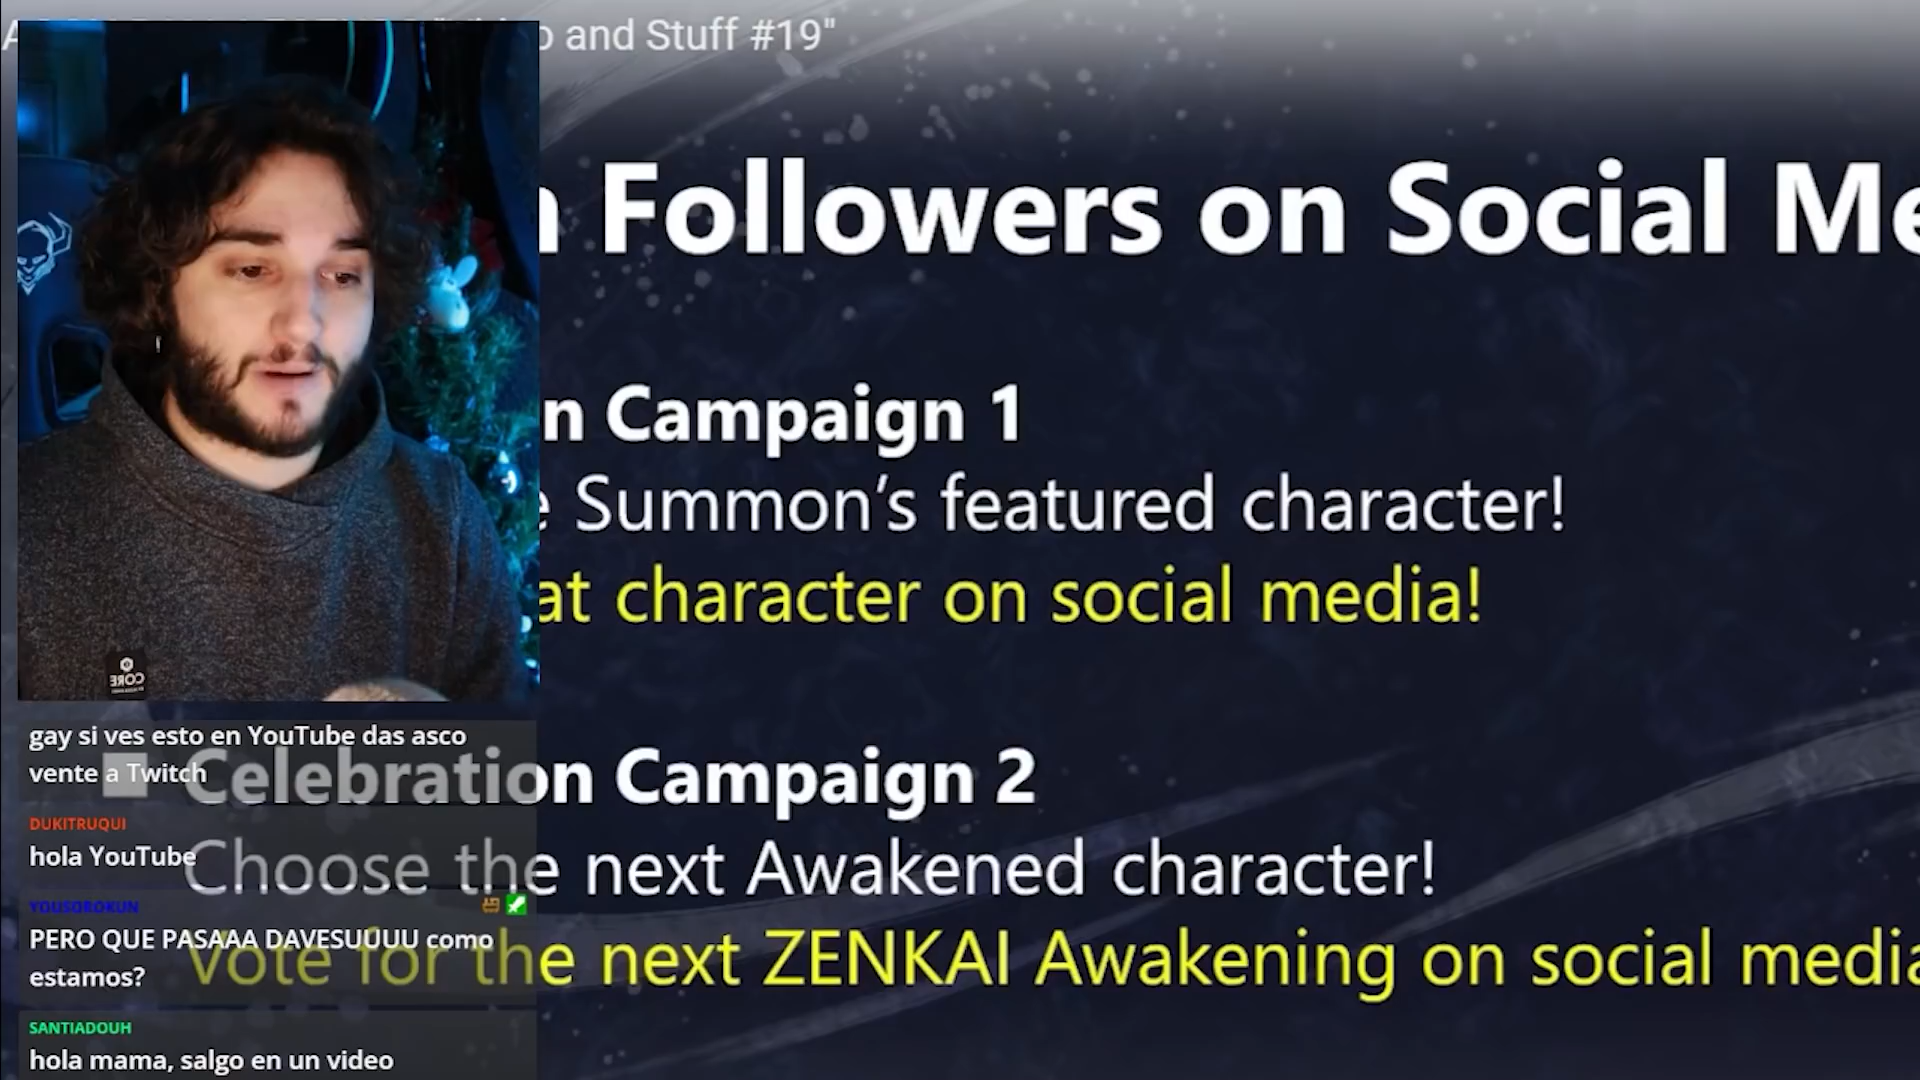 o and Stuff #19"
Followers on Social Me
n Campaign 1
e Summon's featured character!
at character on social media!
CORE
gay si ves esto en YouTube das asco
vente a Twitch
Celebration Campaign 2
DUKITRUQUI
hola YouTube
Choose the next Awakened character!
YOUSOROKUN
PERO QUE PASAAA DAVESUUUU como
estamos?
Vote for the next ZENKAI Awakening on social media
SANTIADOUH
hola mama, salgo en un video